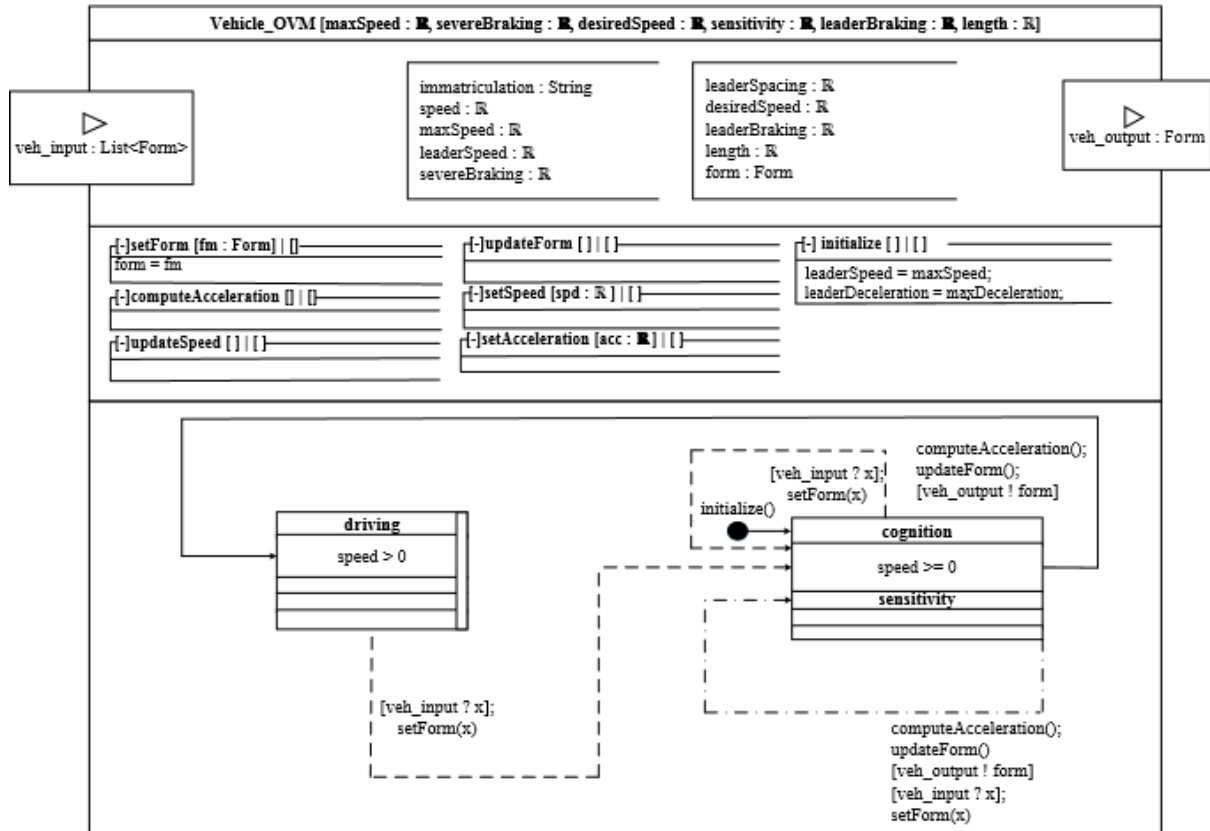 Vehicle_OVM [maxSpeed : ℝ, severeBraking : ℝ, desiredSpeed : ℝ, sensitivity : ℝ, leaderBraking : ℝ, length : ℝ]
veh_input : List<Form>
immatriculation : String
speed : ℝ
maxSpeed : ℝ
leaderSpeed : ℝ
severeBraking : ℝ
leaderSpacing : ℝ
desiredSpeed : ℝ
leaderBraking : ℝ
length : ℝ
form : Form
veh_output : Form
[-]setForm [fm : Form] | []
form = fm
[-]computeAcceleration [] | []
[-]updateSpeed [ ] | [ ]
[-]updateForm [ ] | [ ]
[-]setSpeed [spd : ℝ ] | [ ]
[-]setAcceleration [acc : ℝ ] | [ ]
[-] initialize [ ] | [ ]
leaderSpeed = maxSpeed;
leaderDeceleration = maxDeceleration;
driving
speed > 0
[veh_input ? x];
setForm(x)
[veh_input ? x];
setForm(x)
initialize()
computeAcceleration();
updateForm();
[veh_output ! form]
cognition
speed >= 0
sensitivity
computeAcceleration();
updateForm()
[veh_output ! form]
[veh_input ? x];
setForm(x)